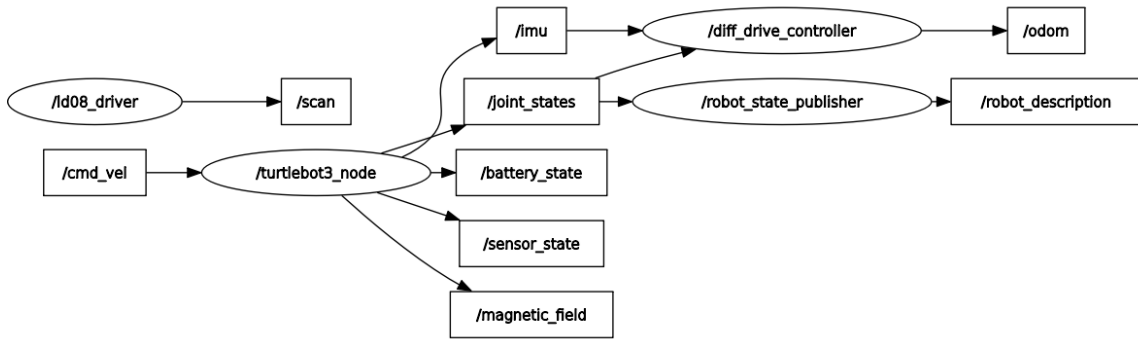 /imu
/diff_drive_controller
/odom
/ld08_driver
/scan
/joint_states
/robot_state_publisher
/robot_description
/cmd_vel
/turtlebot3_node
/battery_state
/sensor_state
/magnetic_field